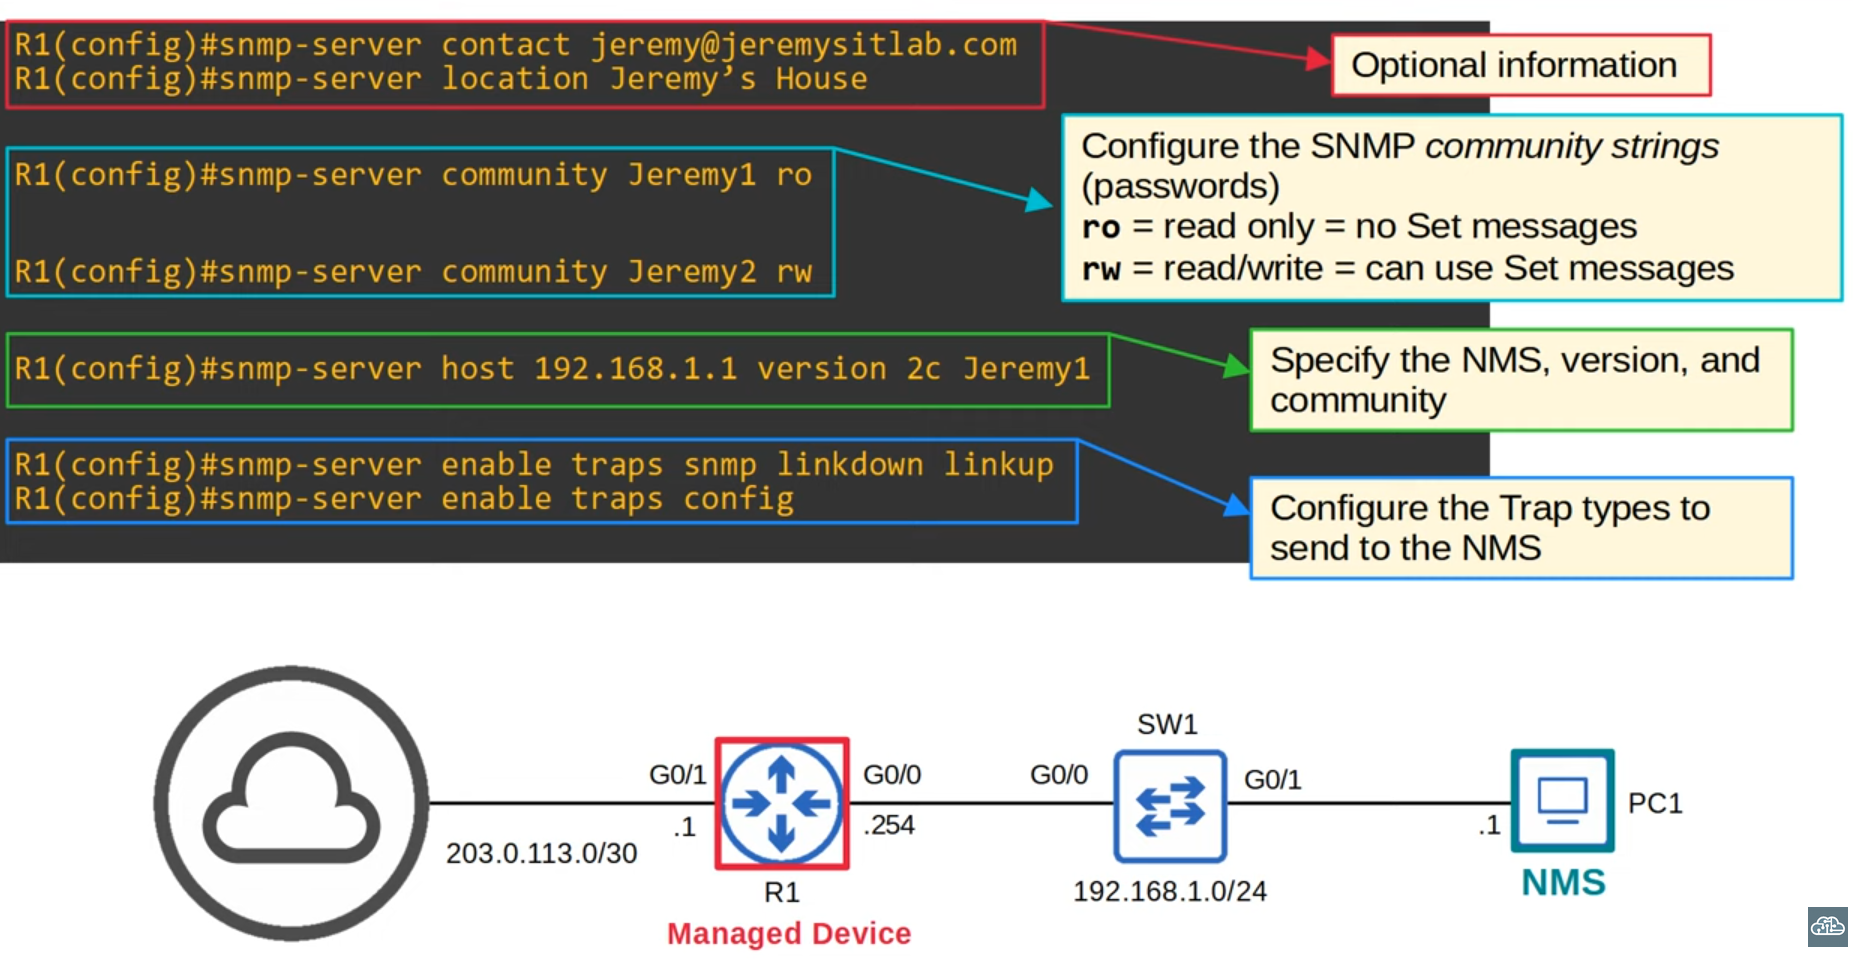 R1(config)#snmp-server contact jeremy@jeremysitlab.com
R1(config)#snmp-server location Jeremy’s House
Optional information
R1(config)#snmp-server community Jeremy1 ro
R1(config)#snmp-server community Jeremy2 rw
Configure the SNMP community strings
(passwords)
ro = read only = no Set messages
rw = read/write = can use Set messages
R1(config)#snmp-server host 192.168.1.1 version 2c Jeremy1
Specify the NMS, version, and
community
R1(config)#snmp-server enable traps snmp linkdown linkup
R1(config)#snmp-server enable traps config
Configure the Trap types to
send to the NMS
203.0.113.0/30
G0/1
.1
R1
Managed Device
G0/0
.254
G0/0
SW1
192.168.1.0/24
G0/1
.1
PC1
NMS